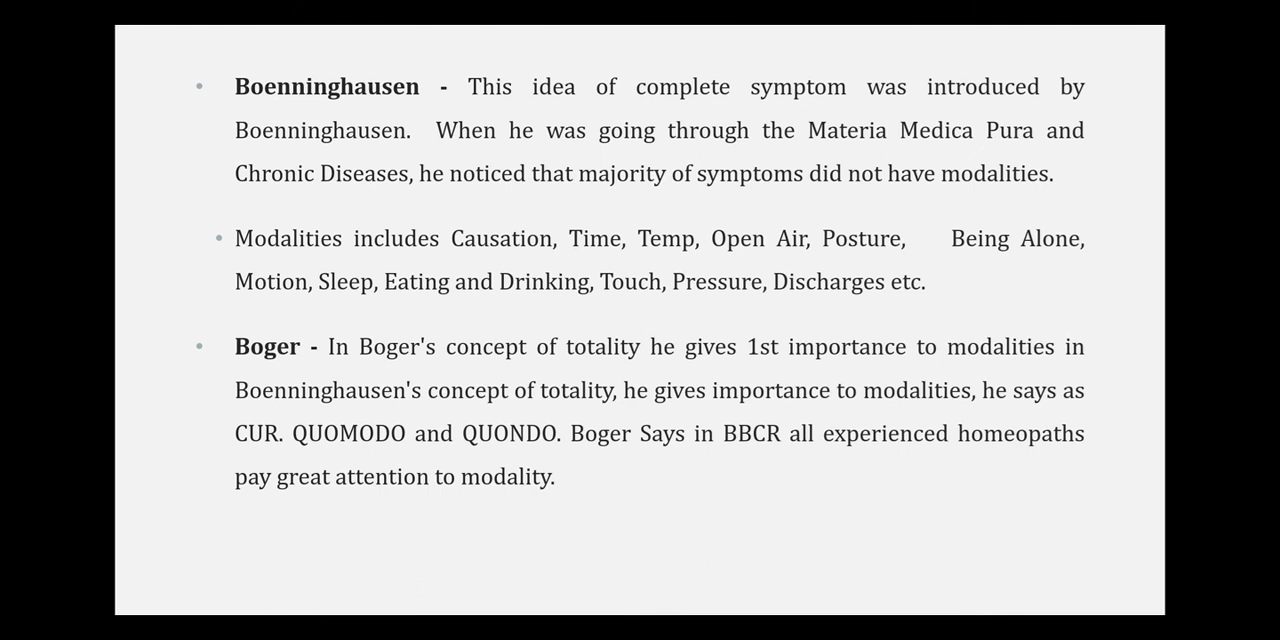 • Boenninghausen - This idea of complete symptom was introduced by
Boenninghausen. When he was going through the Materia Medica Pura and
Chronic Diseases, he noticed that majority of symptoms did not have modalities.
• Modalities includes Causation, Time, Temp, Open Air, Posture, Being Alone,
Motion, Sleep, Eating and Drinking, Touch, Pressure, Discharges etc.
• Boger - In Boger's concept of totality he gives 1st importance to modalities in
Boenninghausen's concept of totality, he gives importance to modalities, he says as
CUR. QUOMODO and QUONDO. Boger Says in BBCR all experienced homeopaths
pay great attention to modality.